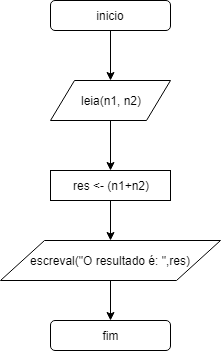 inicio
leia(n1, n2)
res <- (n1+n2)
escreval("O resultado é: ",res)
fim